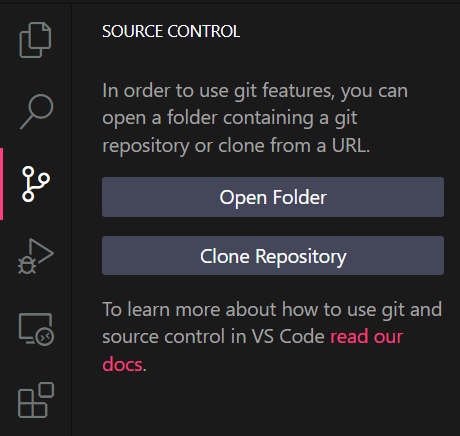 SOURCE CONTROL
In order to use git features, you can
open a folder containing a git
repository or clone from a URL.
Open Folder
Clone Repository
To learn more about how to use git and
source control in VS Code read our
docs.